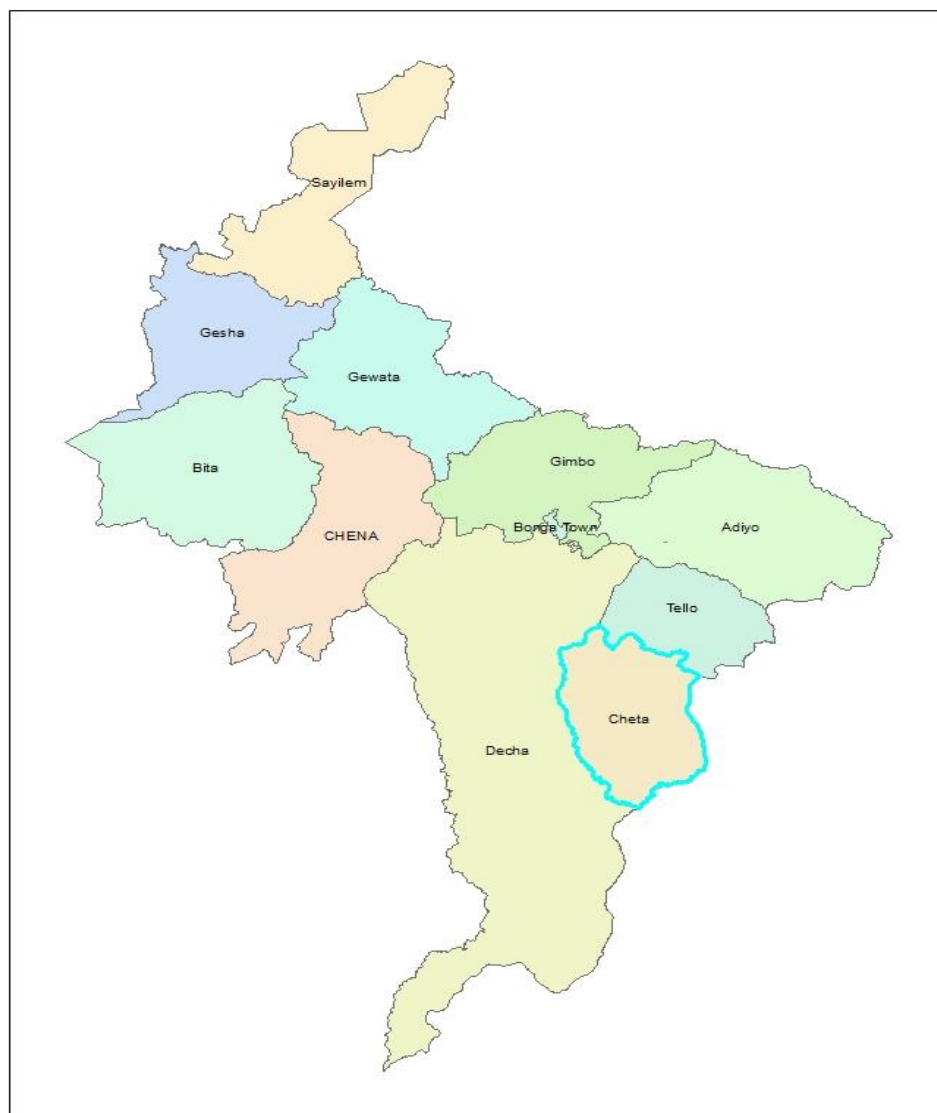 Sayilem
Gesha
Gewata
Gimbo
Bita
Bonga Town
Adiyo
CHENA
Tello
Cheta
Decha